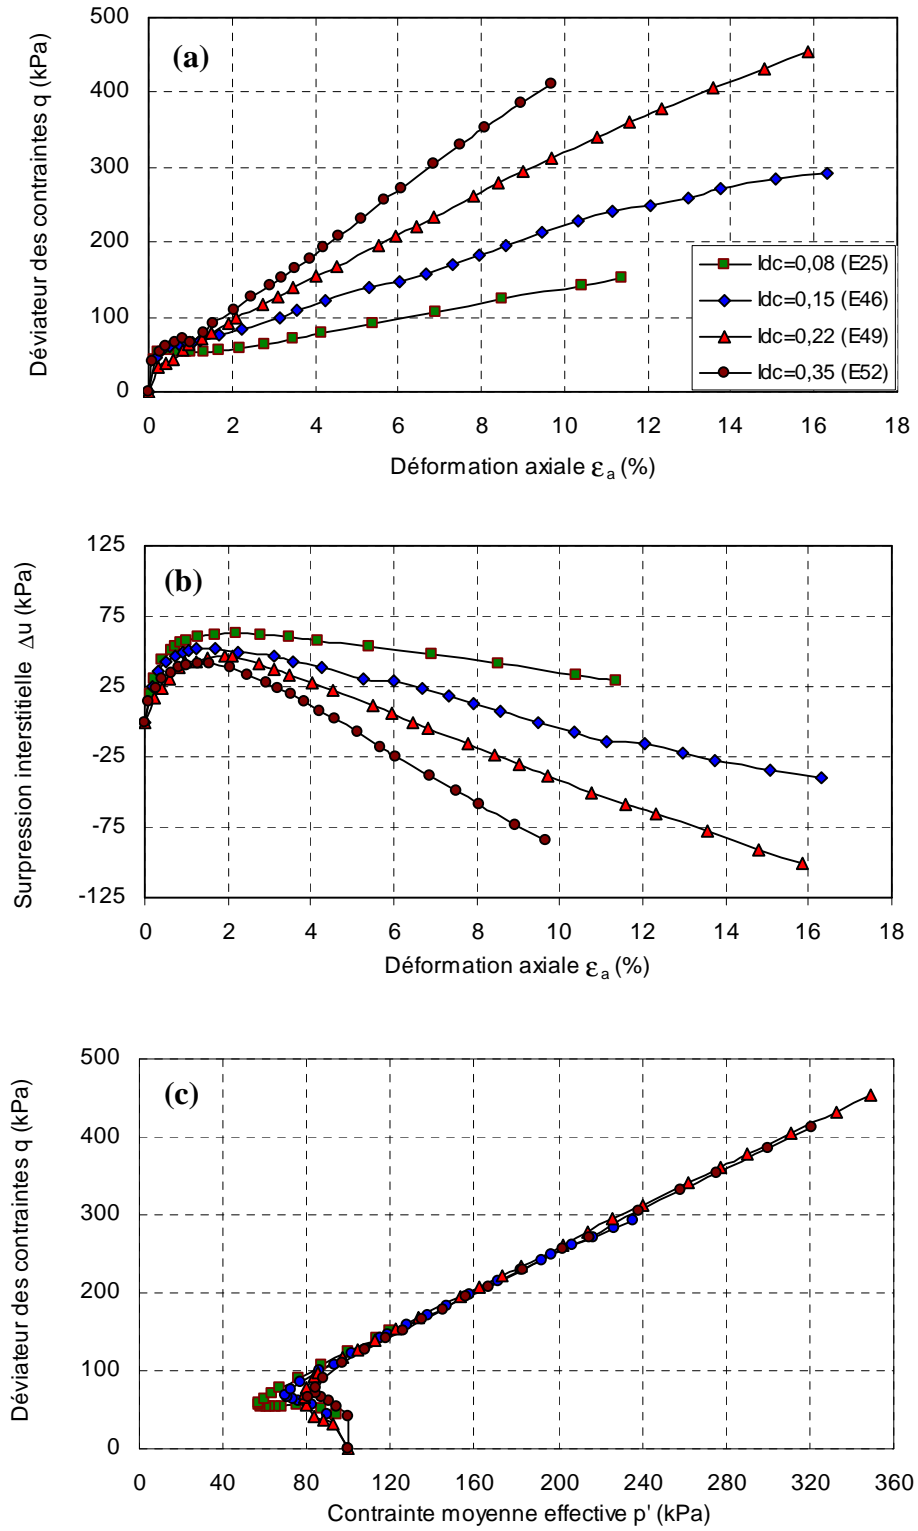 500
(a)
400
300
200
100
0
Déviateur des contraintes q (kPa)
Idc=0,08 (E25)
Idc=0,15 (E46)
Idc=0,22 (E49)
Idc=0,35 (E52)
0 2 4 6 8 10 12 14 16 18
Déformation axiale εa (%)
125
(b)
75
25
-25
-75
-125
Surpression interstitielle Δu (kPa)
0 2 4 6 8 10 12 14 16 18
Déformation axiale εa (%)
500
(c)
400
300
200
100
0
Déviateur des contraintes q (kPa)
0 40 80 120 160 200 240 280 320 360
Contrainte moyenne effective p' (kPa)